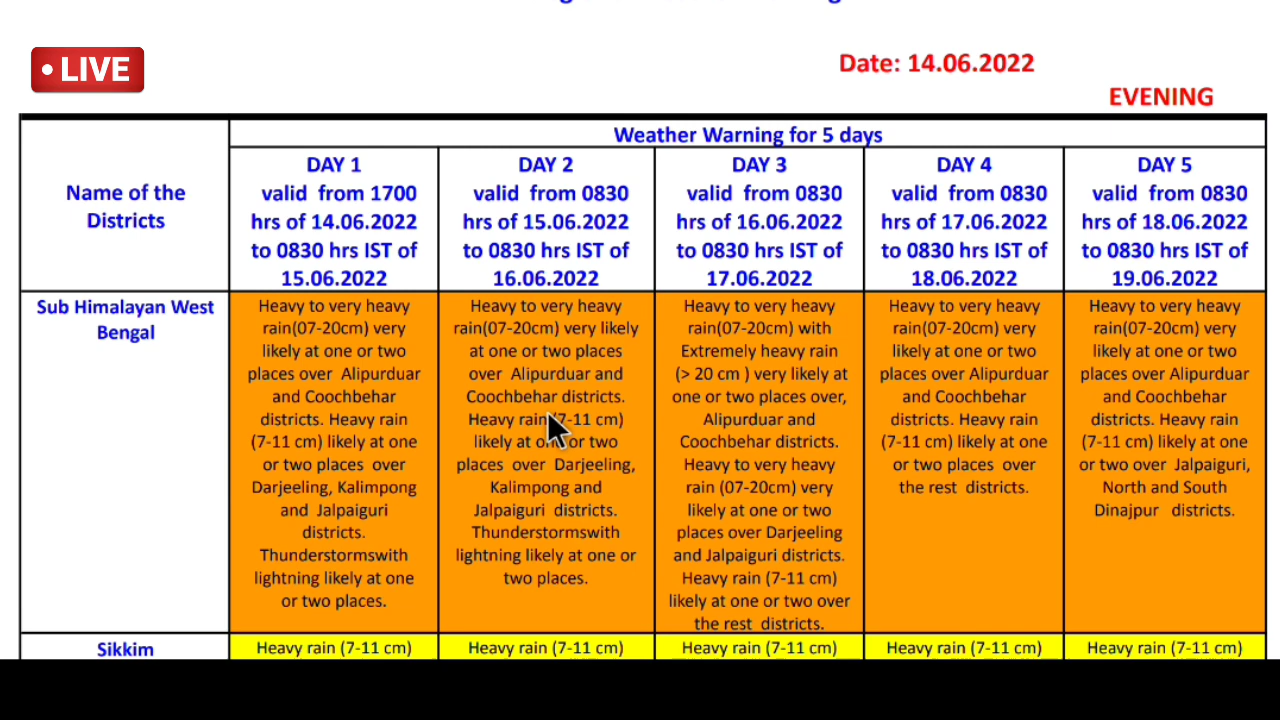 • LIVE
Date: 14.06.2022
EVENING
Weather Warning for 5 days
Name of the
Districts
DAY 1
valid from 1700
hrs of 14.06.2022
to 0830 hrs IST of
15.06.2022
DAY 2
valid from 0830
hrs of 15.06.2022
to 0830 hrs IST of
16.06.2022
DAY 3
valid from 0830
hrs of 16.06.2022
to 0830 hrs IST of
17.06.2022
DAY 4
valid from 0830
hrs of 17.06.2022
to 0830 hrs IST of
18.06.2022
DAY 5
valid from 0830
hrs of 18.06.2022
to 0830 hrs IST of
19.06.2022
Sub Himalayan West
Bengal
Heavy to very heavy
rain(07-20cm) very
likely at one or two
places over Alipurduar
and Coochbehar
districts. Heavy rain
(7-11 cm) likely at one
or two places over
Darjeeling, Kalimpong
and Jalpaiguri
districts.
Thunderstormswith
lightning likely at one
or two places.
Heavy to very heavy
rain(07-20cm) very likely
at one or two places
over Alipurduar and
Coochbehar districts.
Heavy rain(7-11 cm)
likely at one or two
places over Darjeeling,
Kalimpong and
Jalpaiguri districts.
Thunderstormswith
lightning likely at one or
two places.
Heavy to very heavy
rain(07-20cm) with
Extremely heavy rain
(> 20 cm ) very likely at
one or two places over,
Alipurduar and
Coochbehar districts.
Heavy to very heavy
rain (07-20cm) very
likely at one or two
places over Darjeeling
and Jalpaiguri districts.
Heavy rain (7-11 cm)
likely at one or two over
the rest districts.
Heavy to very heavy
rain(07-20cm) very
likely at one or two
places over Alipurduar
and Coochbehar
districts. Heavy rain
(7-11 cm) likely at one
or two places over
the rest districts.
Heavy to very heavy
rain(07-20cm) very
likely at one or two
places over Alipurduar
and Coochbehar
districts. Heavy rain
(7-11 cm) likely at one
or two over Jalpaiguri,
North and South
Dinajpur districts.
Sikkim
Heavy rain (7-11 cm)
Heavy rain (7-11 cm)
Heavy rain (7-11 cm)
Heavy rain (7-11 cm)
Heavy rain (7-11 cm)